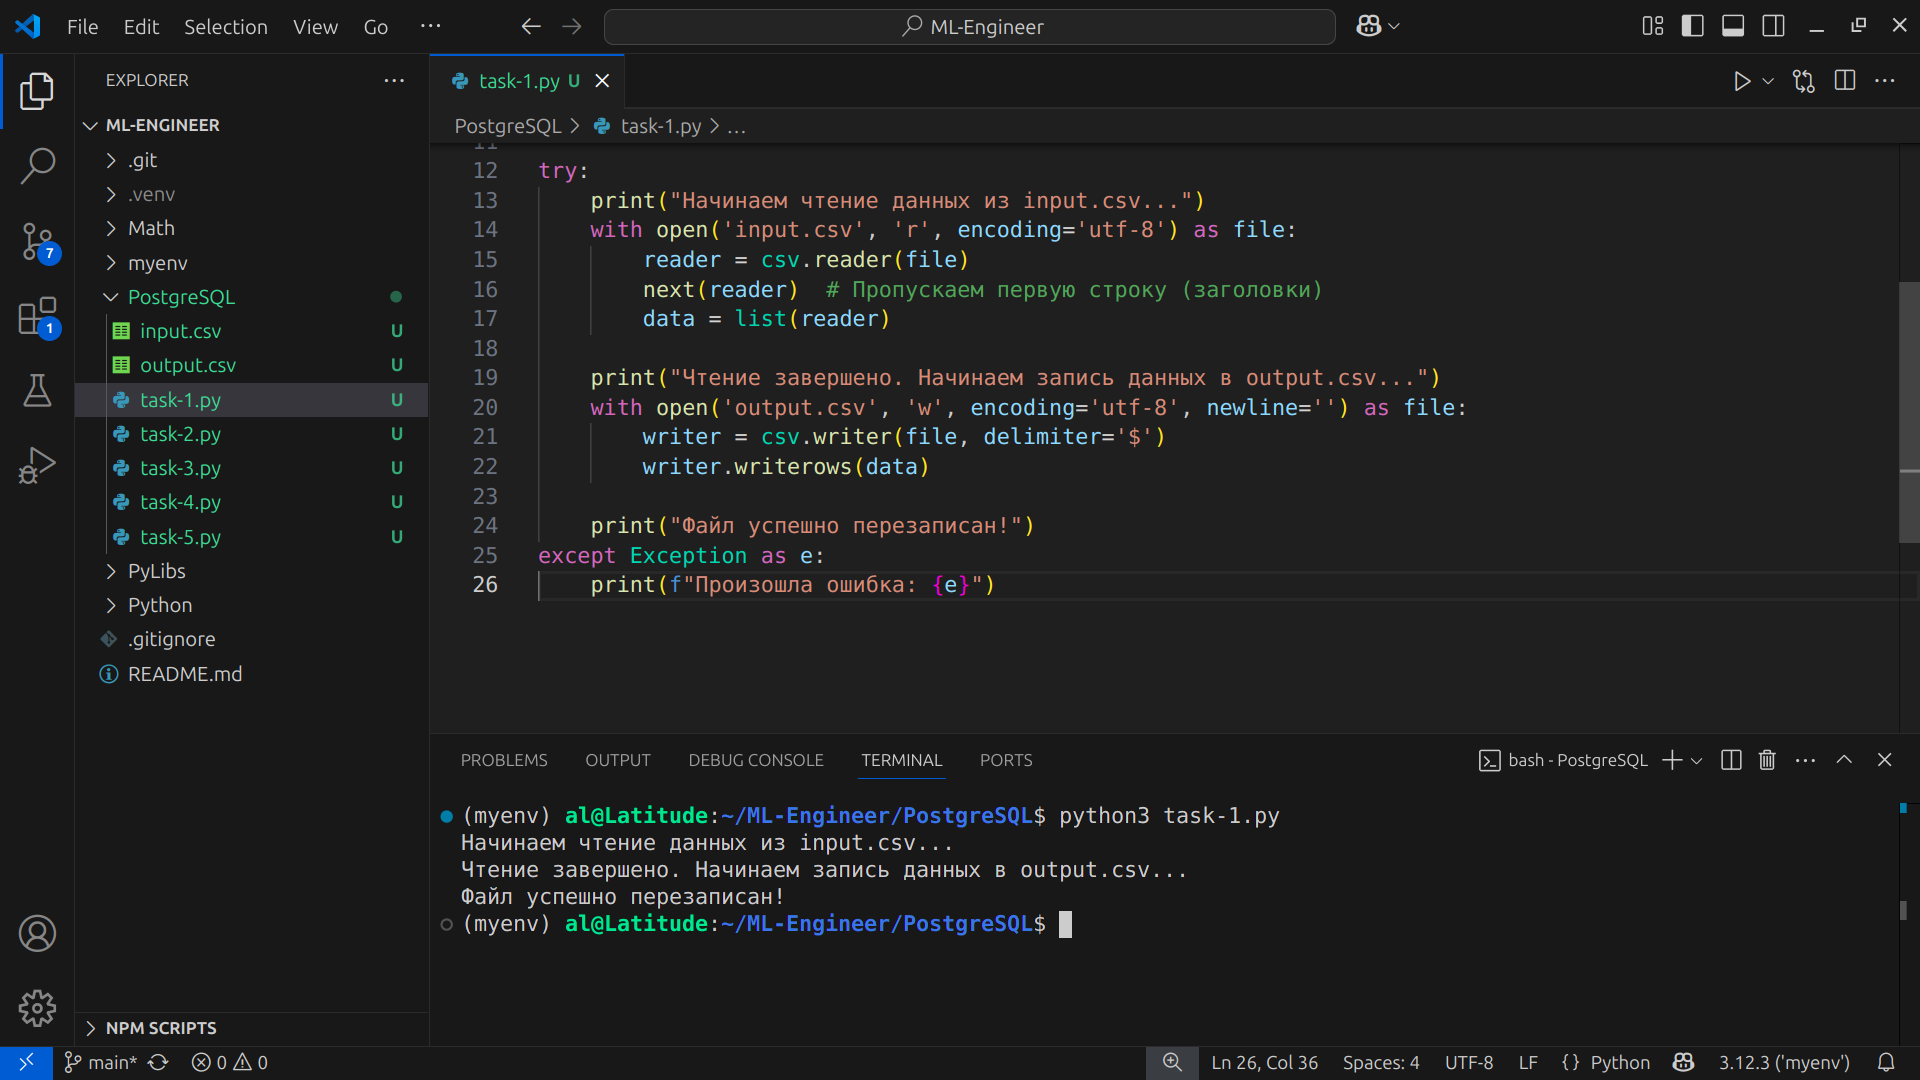 File Edit Selection View Go ··· ML-Engineer
EXPLORER
ML-ENGINEER
.git
.venv
Math
myenv
PostgreSQL
input.csv U
output.csv U
task-1.py U
task-2.py U
task-3.py U
task-4.py U
task-5.py U
PyLibs
Python
.gitignore
README.md
NPM SCRIPTS
7
1
task-1.py U
PostgreSQL > task-1.py > ...
11
12 try:
13 print("Начинаем чтение данных из input.csv...")
14 with open('input.csv', 'r', encoding='utf-8') as file:
15 reader = csv.reader(file)
16 next(reader)  # Пропускаем первую строку (заголовки)
17 data = list(reader)
18
19 print("Чтение завершено. Начинаем запись данных в output.csv...")
20 with open('output.csv', 'w', encoding='utf-8', newline='') as file:
21 writer = csv.writer(file, delimiter='$')
22 writer.writerows(data)
23
24 print("Файл успешно перезаписан!")
25 except Exception as e:
26 print(f"Произошла ошибка: {e}")
PROBLEMS OUTPUT DEBUG CONSOLE TERMINAL PORTS bash - PostgreSQL
(myenv) al@Latitude:~/ML-Engineer/PostgreSQL$ python3 task-1.py
Начинаем чтение данных из input.csv...
Чтение завершено. Начинаем запись данных в output.csv...
Файл успешно перезаписан!
(myenv) al@Latitude:~/ML-Engineer/PostgreSQL$
main* 0 0 Ln 26, Col 36 Spaces: 4 UTF-8 LF {} Python 3.12.3 ('myenv')